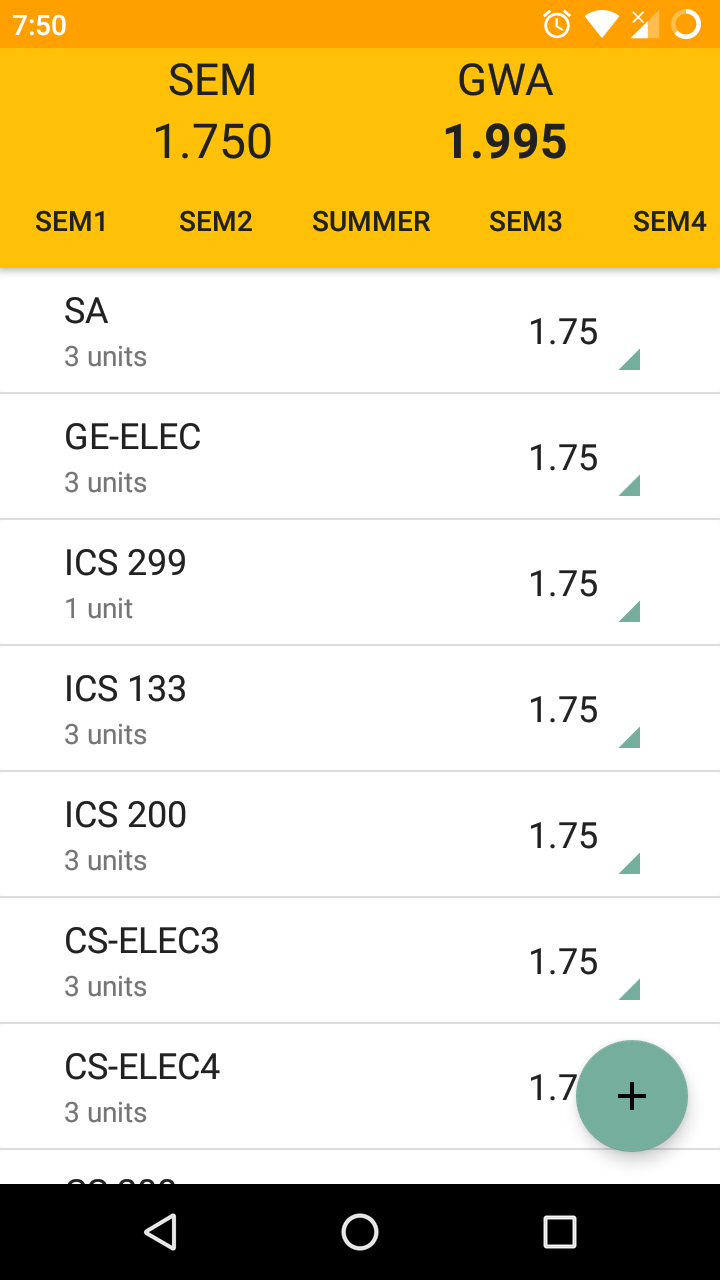 7:50
SEM GWA
1.750 1.995
SEM1 SEM2 SUMMER SEM3 SEM4
SA
3 units
1.75
GE-ELEC
3 units
1.75
ICS 299
1 unit
1.75
ICS 133
3 units
1.75
ICS 200
3 units
1.75
CS-ELEC3
3 units
1.75
CS-ELEC4
3 units
1.7
+